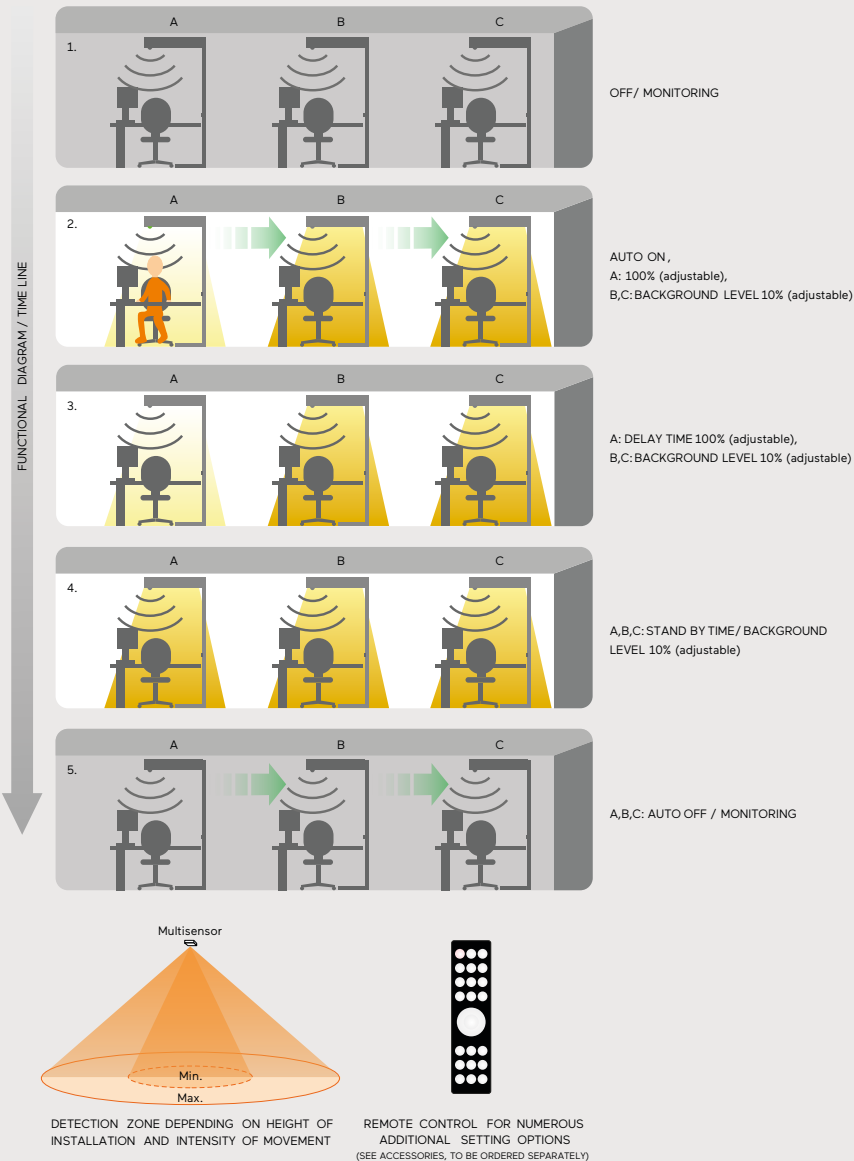 FUNCTIONAL DIAGRAM / TIME LINE
A B C
1.
OFF/ MONITORING
A B C
2.
AUTO ON,
A: 100% (adjustable),
B,C: BACKGROUND LEVEL 10% (adjustable)
A B C
3.
A: DELAY TIME 100% (adjustable),
B,C: BACKGROUND LEVEL 10% (adjustable)
A B C
4.
A,B,C: STAND BY TIME/ BACKGROUND
LEVEL 10% (adjustable)
A B C
5.
A,B,C: AUTO OFF / MONITORING
Multisensor
Min.
Max.
DETECTION ZONE DEPENDING ON HEIGHT OF
INSTALLATION AND INTENSITY OF MOVEMENT
REMOTE CONTROL FOR NUMEROUS
ADDITIONAL SETTING OPTIONS
(SEE ACCESSORIES, TO BE ORDERED SEPARATELY)